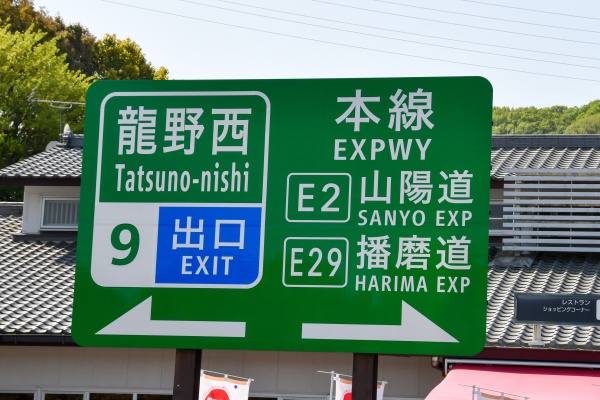 龍野西
Tatsuno-nishi
9
出口
EXIT
本線
EXPWY
E2
山陽道
SANYO EXP
E29
播磨道
HARIMA EXP
レストラン
ショッピングコーナー